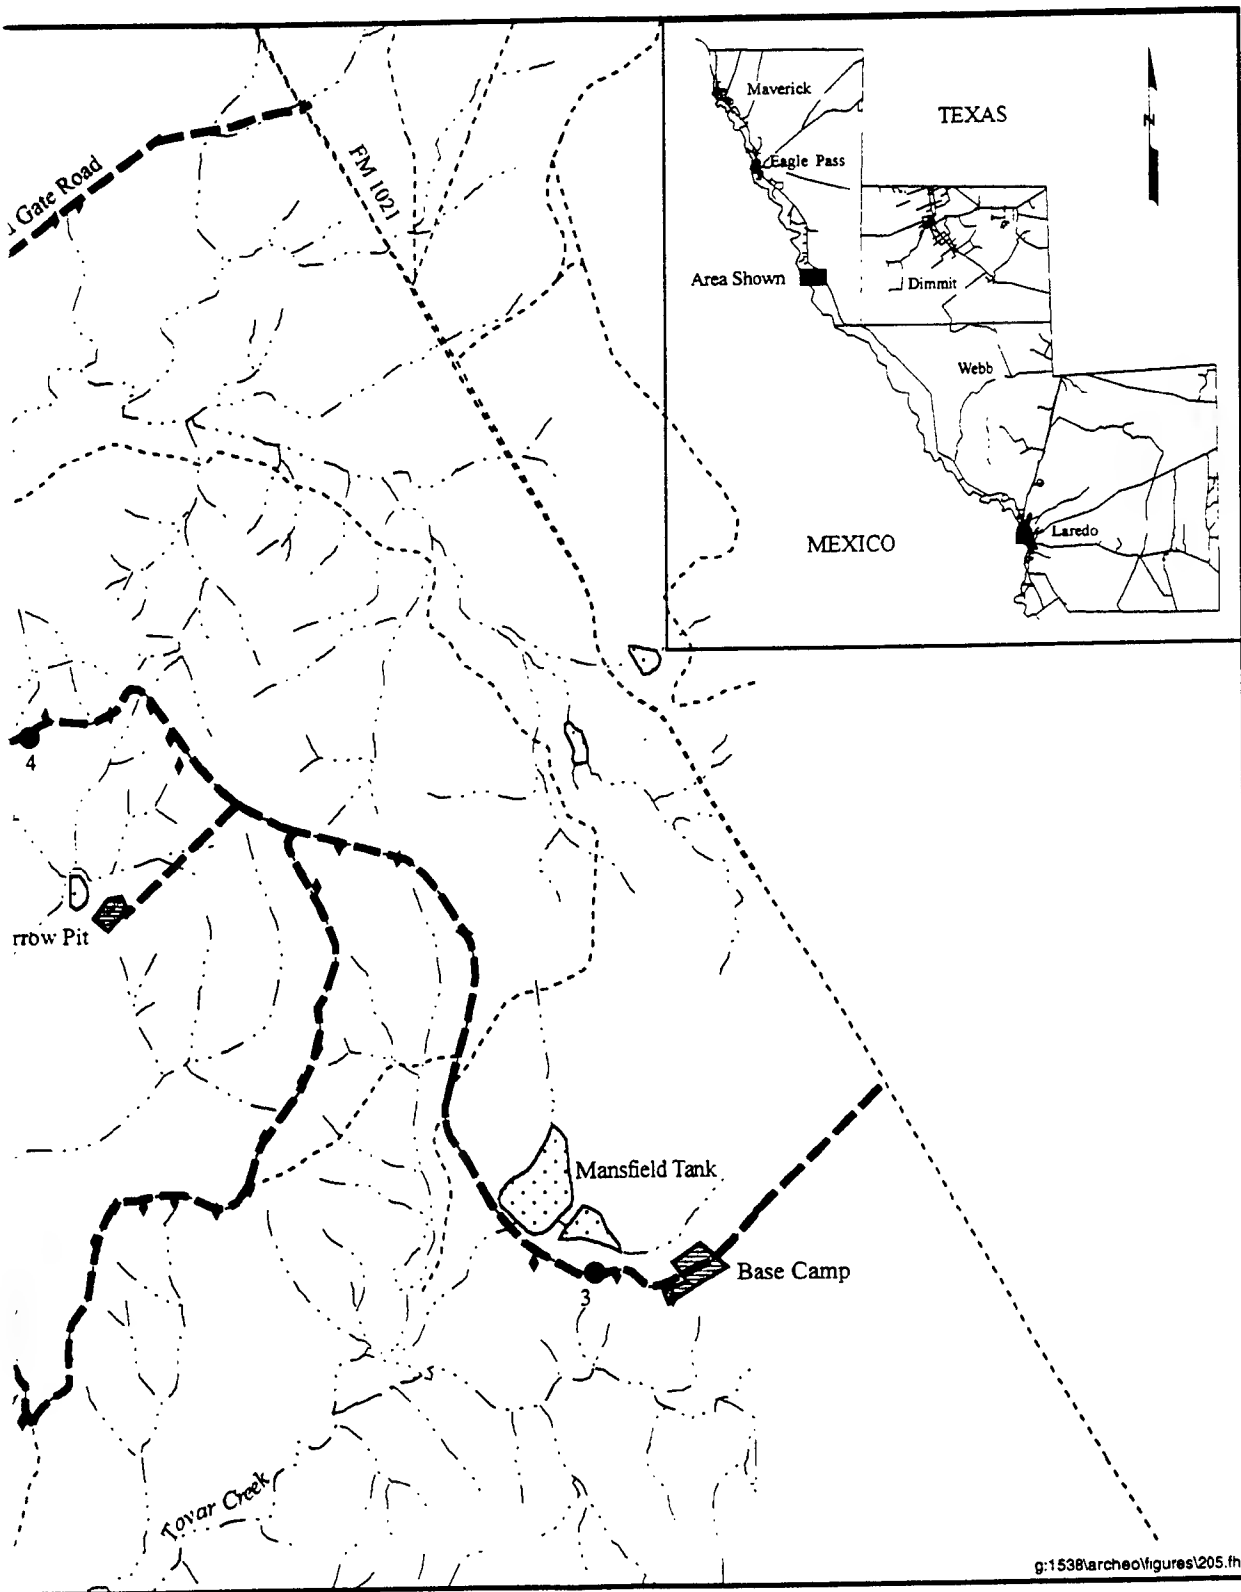 Maverick
TEXAS
N
Eagle Pass
FM 1021
Gate Road
Area Shown
Dimmit
Webb
Laredo
MEXICO
4
rrow Pit
Mansfield Tank
Base Camp
3
Tovar Creek
g:1538\archeo\figures\205.fh